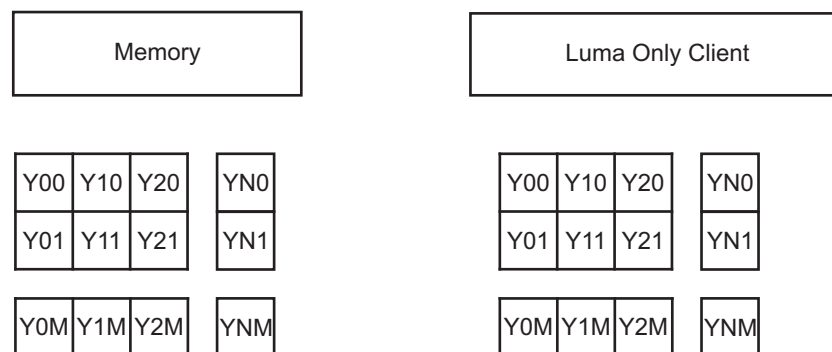 Memory Luma Only Client
Y00 Y10 Y20 YN0 Y00 Y10 Y20 YN0
Y01 Y11 Y21 YN1 Y01 Y11 Y21 YN1
Y0M Y1M Y2M YNM Y0M Y1M Y2M YNM